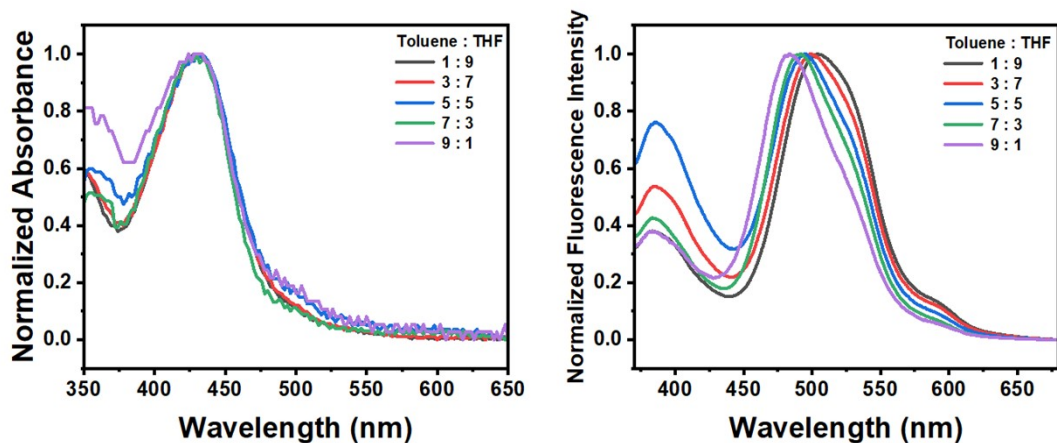 Normalized Absorbance
1.0
0.8
0.6
0.4
0.2
0.0
Toluene : THF
1 : 9
3 : 7
5 : 5
7 : 3
9 : 1
350 400 450 500 550 600 650
Wavelength (nm)
Normalized Fluorescence Intensity
1.0
0.8
0.6
0.4
0.2
0.0
Toluene : THF
1 : 9
3 : 7
5 : 5
7 : 3
9 : 1
400 450 500 550 600 650
Wavelength (nm)